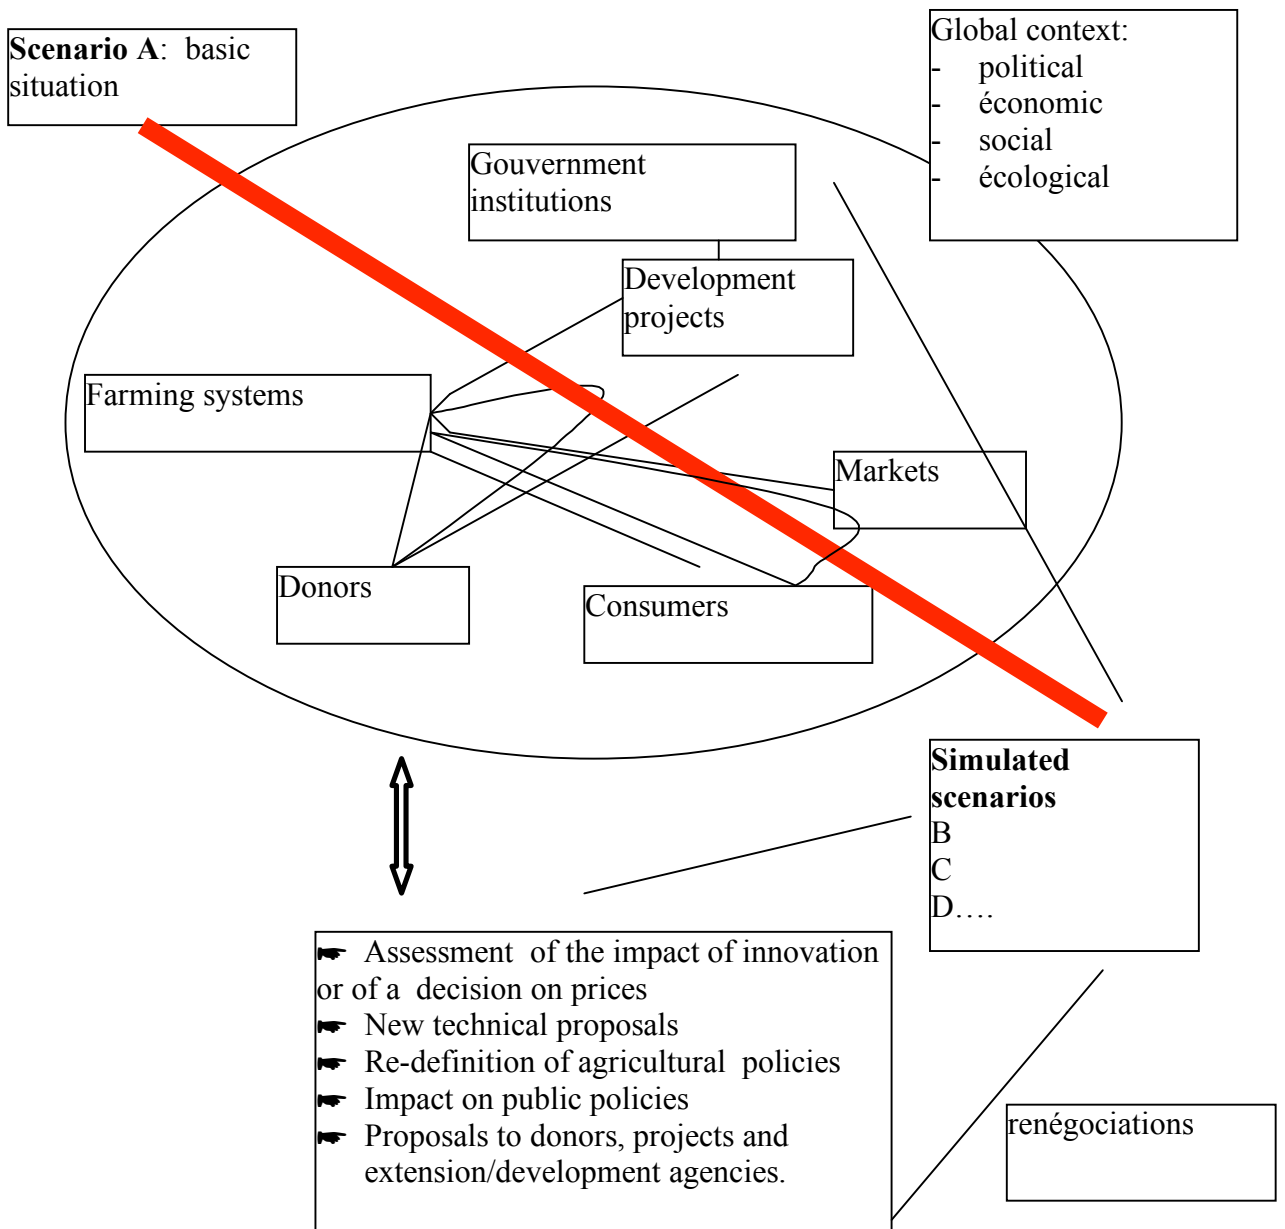 Scenario A: basic
situation
Global context:
- political
- économic
- social
- écological
Gouvernment
institutions
Development
projects
Farming systems
Markets
Donors
Consumers
Simulated
scenarios
B
C
D....
☛ Assessment of the impact of innovation
or of a decision on prices
☛ New technical proposals
☛ Re-definition of agricultural policies
☛ Impact on public policies
☛ Proposals to donors, projects and
extension/development agencies.
renégociations